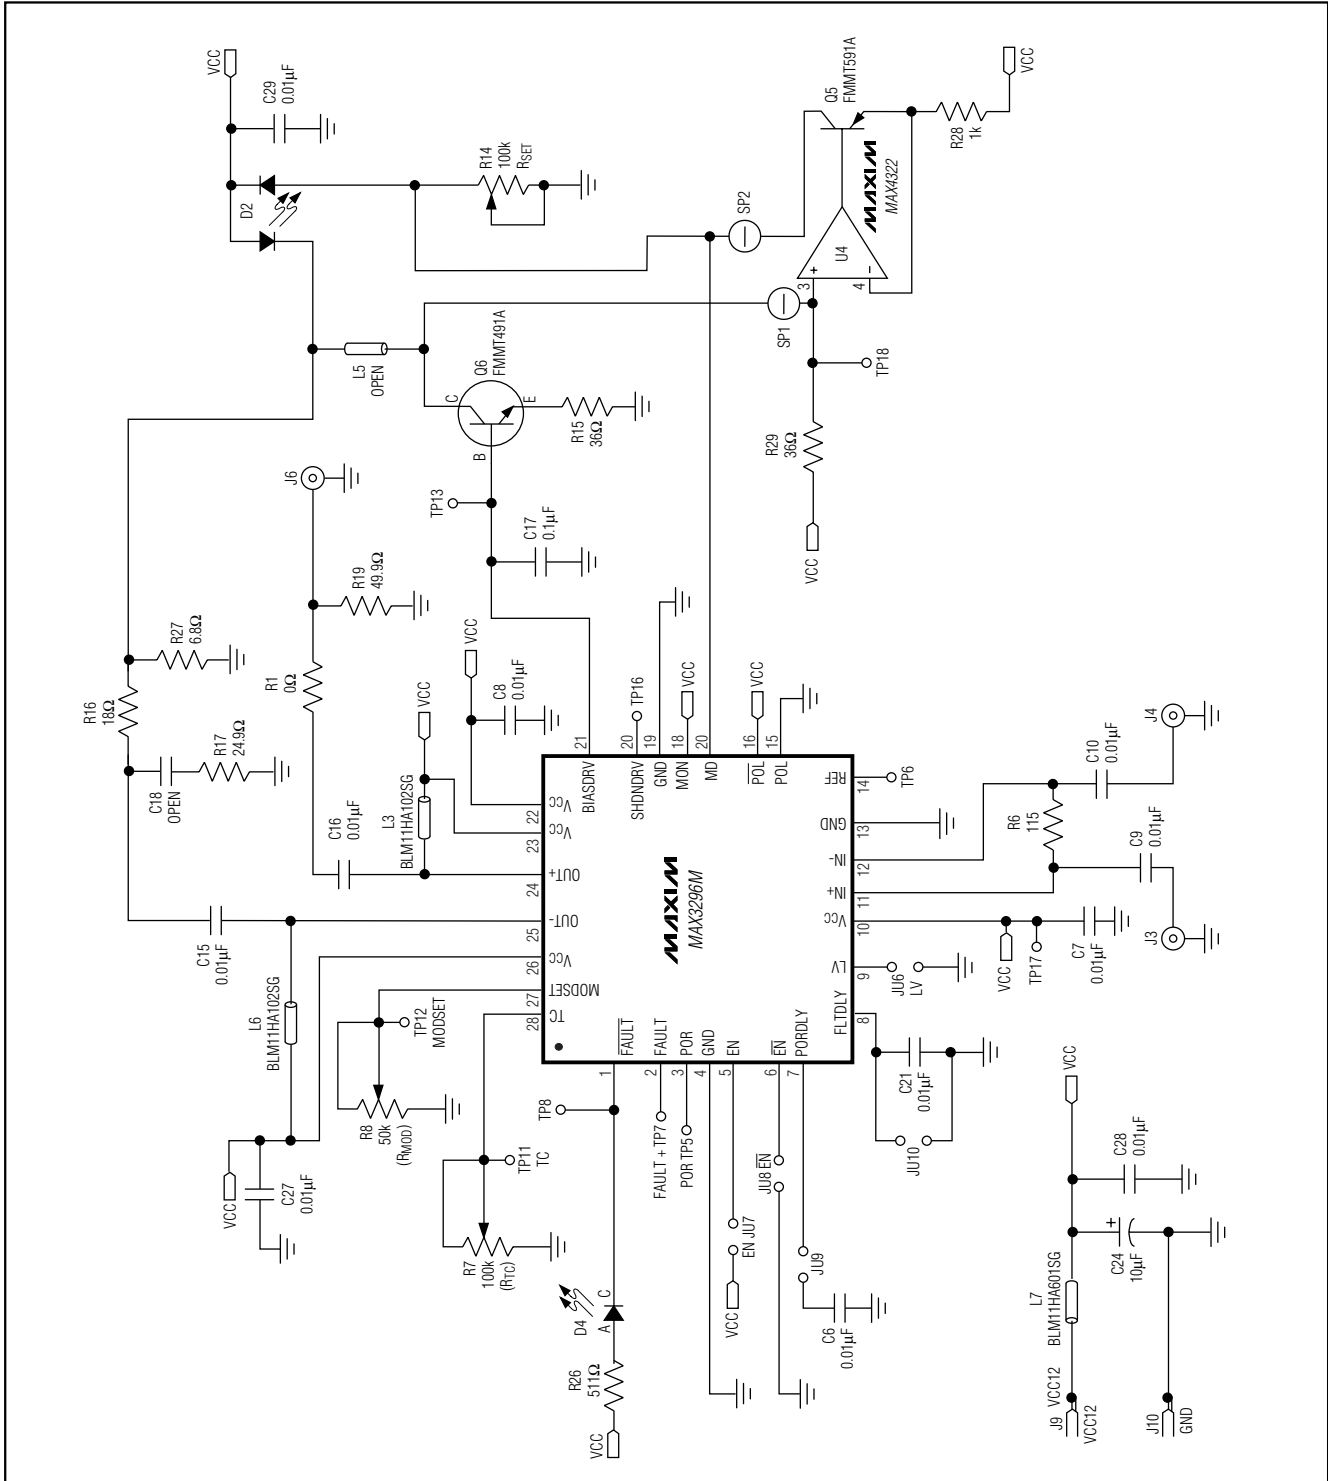 VCC
C29
0.01µF
D2
R14
100k
RSET
SP2
Q5
FMMT591A
MAXIM
MAX4322
U4
+
−
3
4
R28
1k
VCC
SP1
TP18
R29
36Ω
VCC
L5
OPEN
Q6
FMMT491A
C
B
E
R15
36Ω
TP13
C17
0.1µF
J6
R19
49.9Ω
R1
0Ω
R27
6.8Ω
R16
18Ω
C18
OPEN
R17
24.9Ω
C16
0.01µF
L3
BLM11HA102SG
VCC
VCC
C8
0.01µF
C15
0.01µF
L6
BLM11HA102SG
VCC
C27
0.01µF
R8
50k
(RMOD)
TP12
MODSET
R7
100k
(RTC)
TP11
TC
TP8
D4
A
C
R26
511Ω
VCC
MAXIM
MAX3296M
28
TC
27
MODSET
26
VCC
25
OUT-
24
OUT+
23
VCC
22
VCC
21
BIASDRV
20
SHDNDRV
TP16
19
GND
18
MON
VCC
20
MD
16
POL
VCC
15
POL
14
REF
TP6
13
GND
12
IN-
11
IN+
10
VCC
9
LV
8
FLTDLY
1
FAULT
2
FAULT
3
POR
4
GND
5
EN
6
EN
7
PORDLY
FAULT + TP7
POR TP5
EN JU7
VCC
JU8 EN
JU9
C6
0.01µF
JU10
C21
0.01µF
JU6
LV
VCC
TP17
C7
0.01µF
R6
115
C9
0.01µF
C10
0.01µF
J3
J4
J9
VCC12
VCC12
L7
BLM11HA601SG
+
C24
10µF
C28
0.01µF
VCC
J10
GND